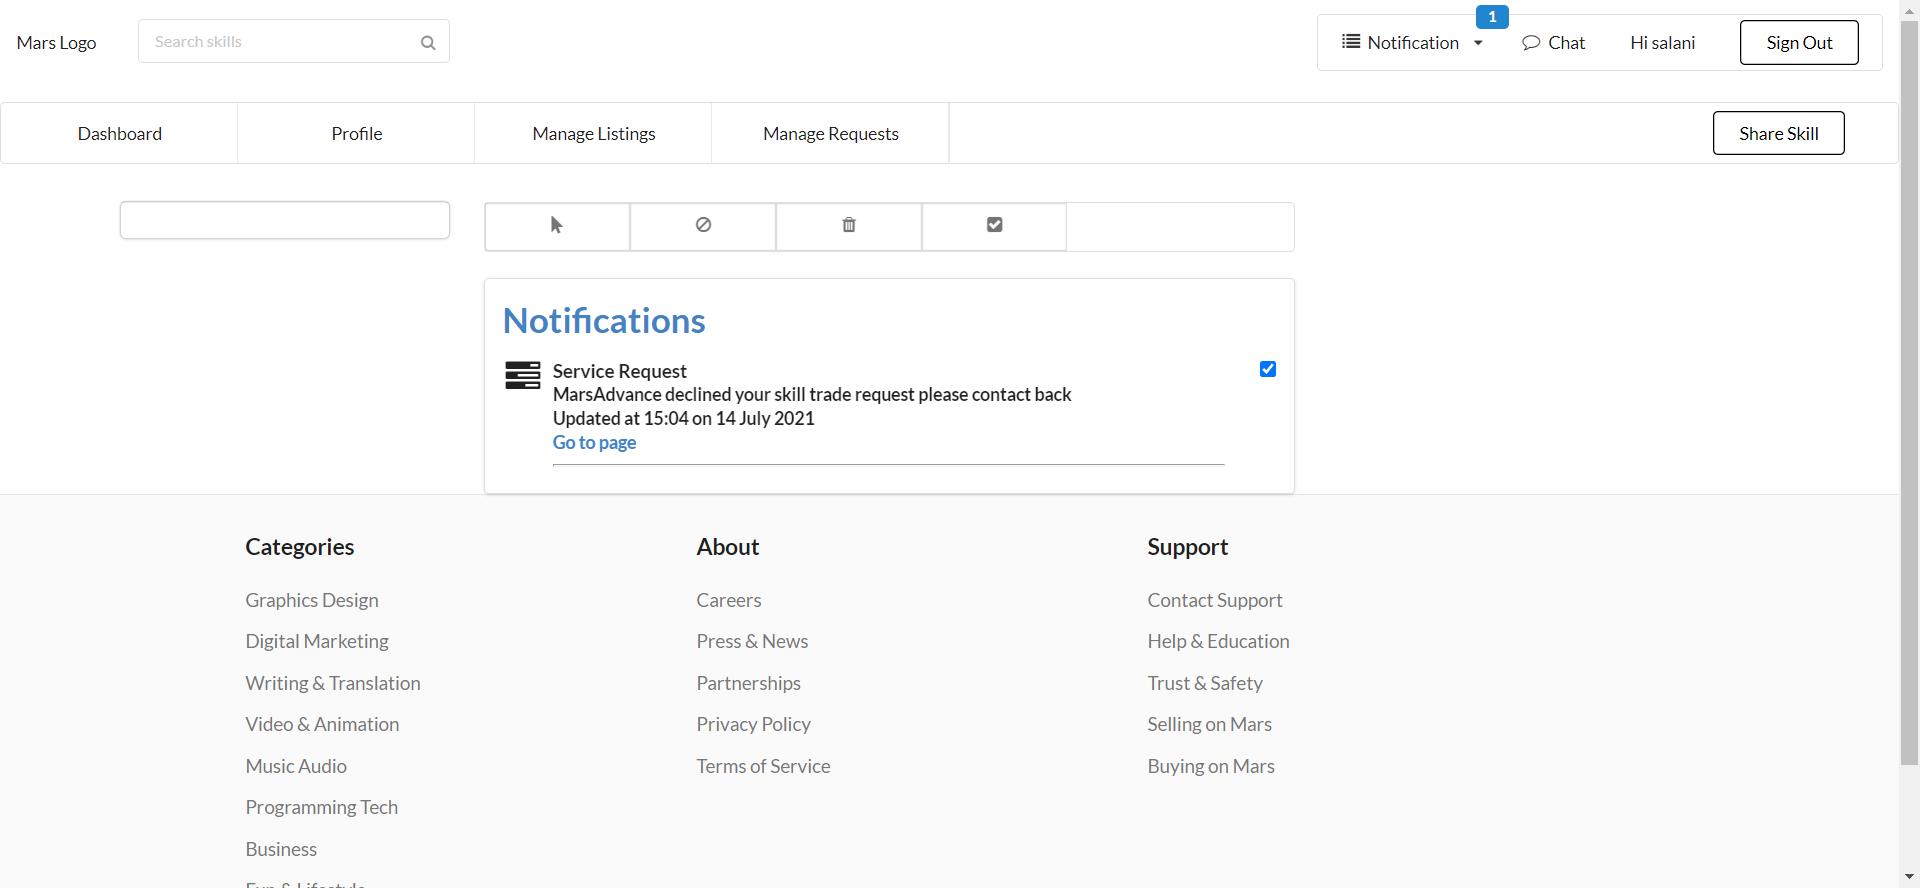 Mars Logo
Search skills
1
Notification
Chat
Hi salani
Sign Out
Dashboard
Profile
Manage Listings
Manage Requests
Share Skill
Notifications
Service Request
MarsAdvance declined your skill trade request please contact back
Updated at 15:04 on 14 July 2021
Go to page
Categories
Graphics Design
Digital Marketing
Writing & Translation
Video & Animation
Music Audio
Programming Tech
Business
Fun & Lifestyle
About
Careers
Press & News
Partnerships
Privacy Policy
Terms of Service
Support
Contact Support
Help & Education
Trust & Safety
Selling on Mars
Buying on Mars